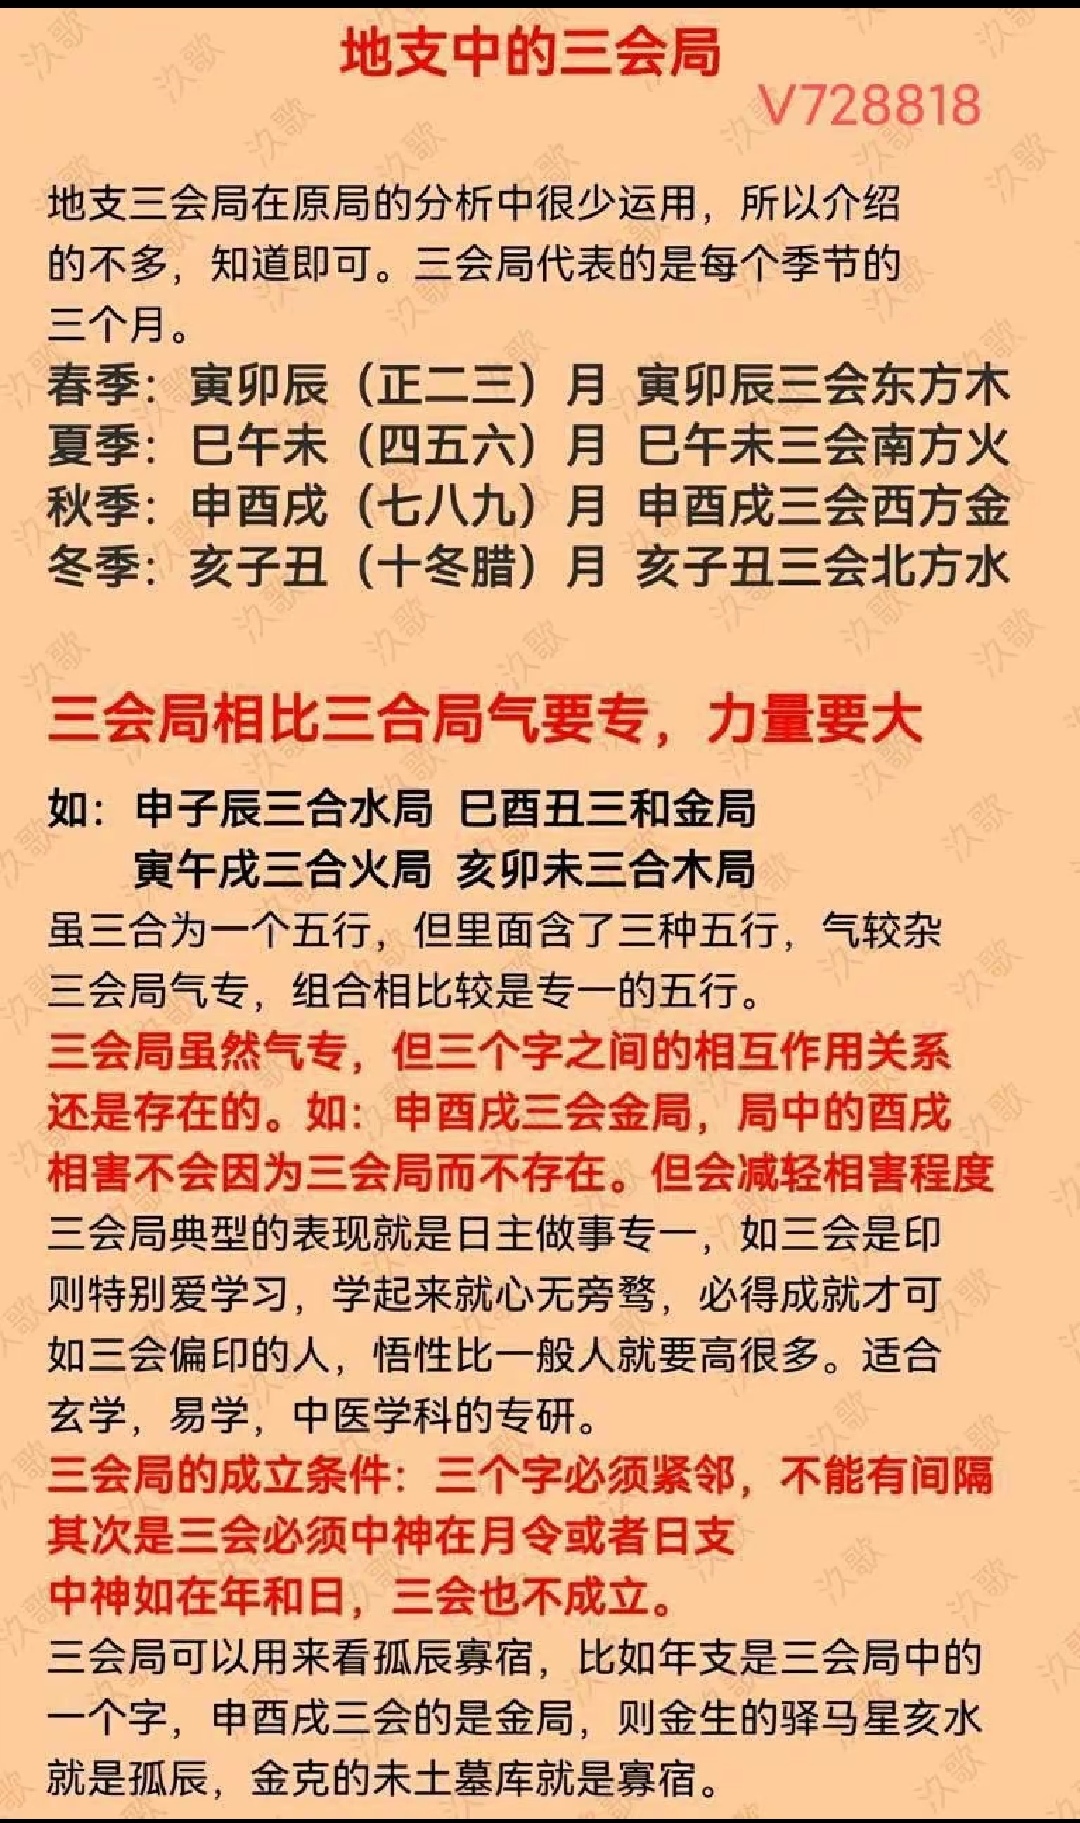 地支中的三会局
V728818
地支三会局在原局的分析中很少运用，所以介绍
的不多，知道即可。三会局代表的是每个季节的
三个月。
春季：寅卯辰（正二三）月 寅卯辰三会东方木
夏季：巳午未（四五六）月 巳午未三会南方火
秋季：申酉戌（七八九）月 申酉戌三会西方金
冬季：亥子丑（十冬腊）月 亥子丑三会北方水
三会局相比三合局气要专，力量要大
如：申子辰三合水局 巳酉丑三和金局
寅午戌三合火局 亥卯未三合木局
虽三合为一个五行，但里面含了三种五行，气较杂
三会局气专，组合相比较是专一的五行。
三会局虽然气专，但三个字之间的相互作用关系
还是存在的。如：申酉戌三会金局，局中的酉戌
相害不会因为三会局而不存在。但会减轻相害程度
三会局典型的表现就是日主做事专一，如三会是印
则特别爱学习，学起来就心无旁骛，必得成就才可
如三会偏印的人，悟性比一般人就要高很多。适合
玄学，易学，中医学科的专研。
三会局的成立条件：三个字必须紧邻，不能有间隔
其次是三会必须中神在月令或者日支
中神如在年和日，三会也不成立。
三会局可以用来看孤辰寡宿，比如年支是三会局中的
一个字，申酉戌三会的是金局，则金生的驿马星亥水
就是孤辰，金克的未土墓库就是寡宿。
汣歌